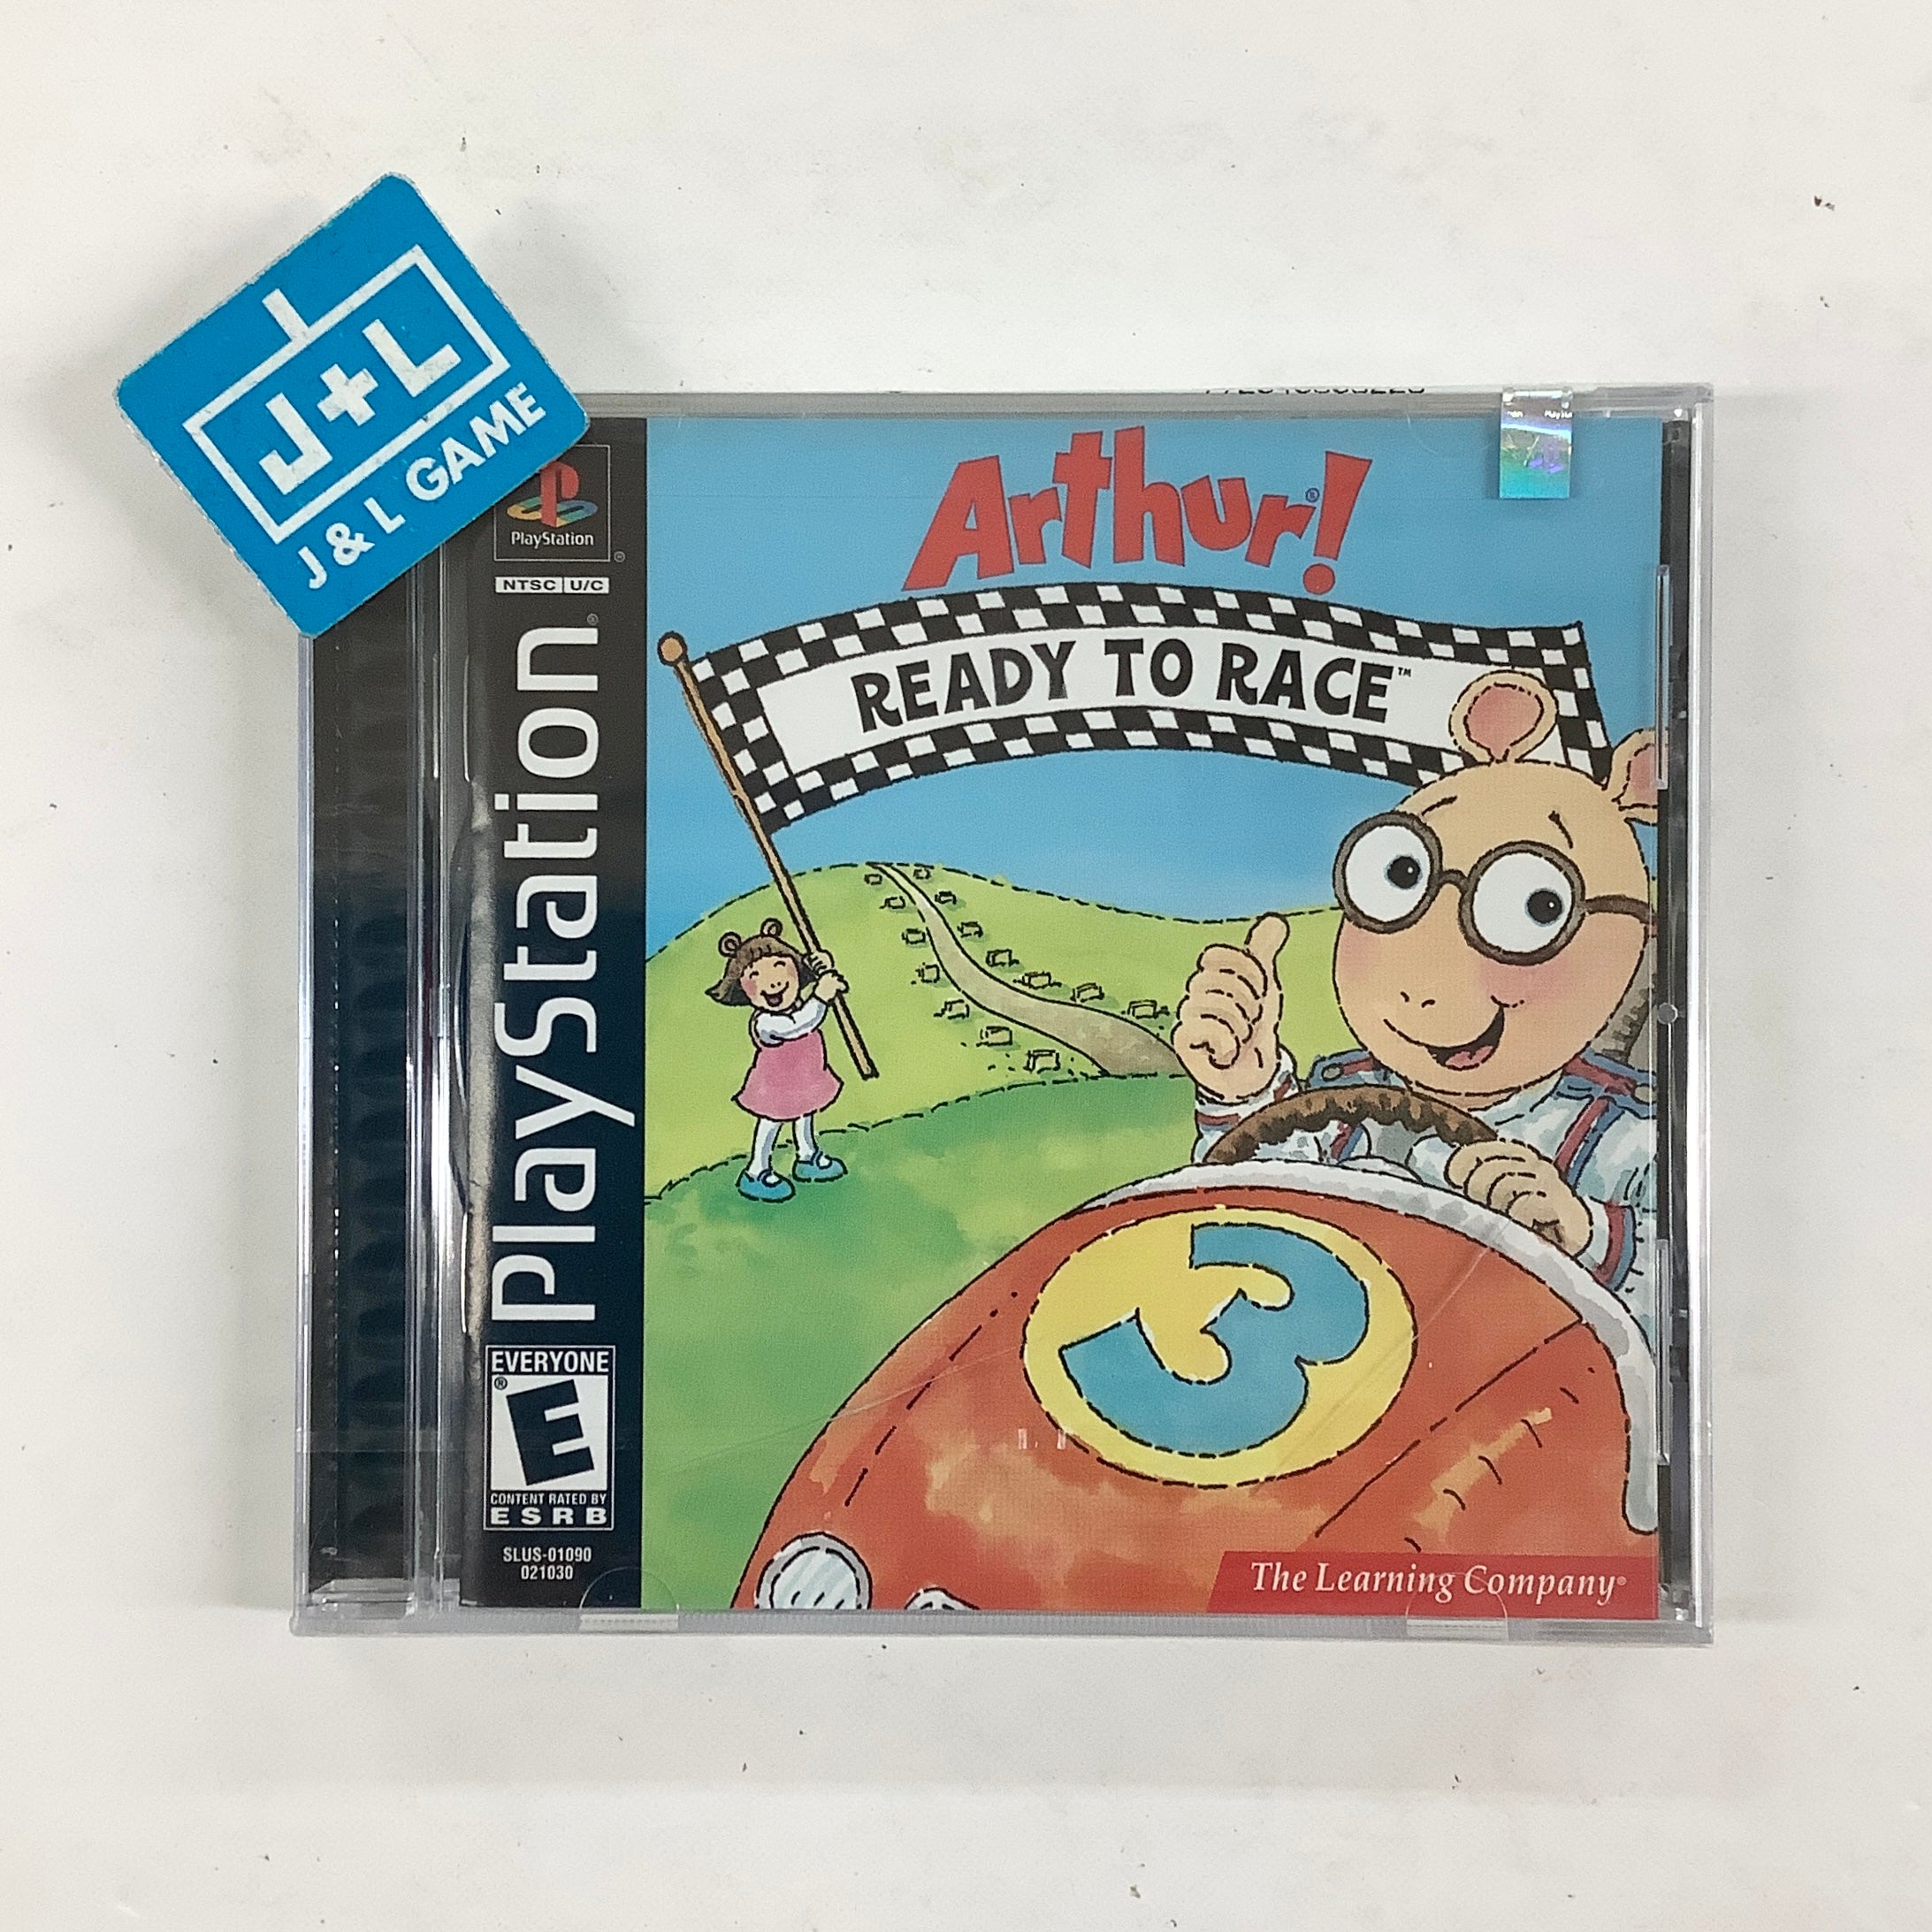 J+L
J & L GAME
PlayStation
NTSC U/C
PlayStation®
Arthur!®
READY TO RACE™
3
EVERYONE
E®
CONTENT RATED BY
ESRB
SLUS-01090
021030
The Learning Company®